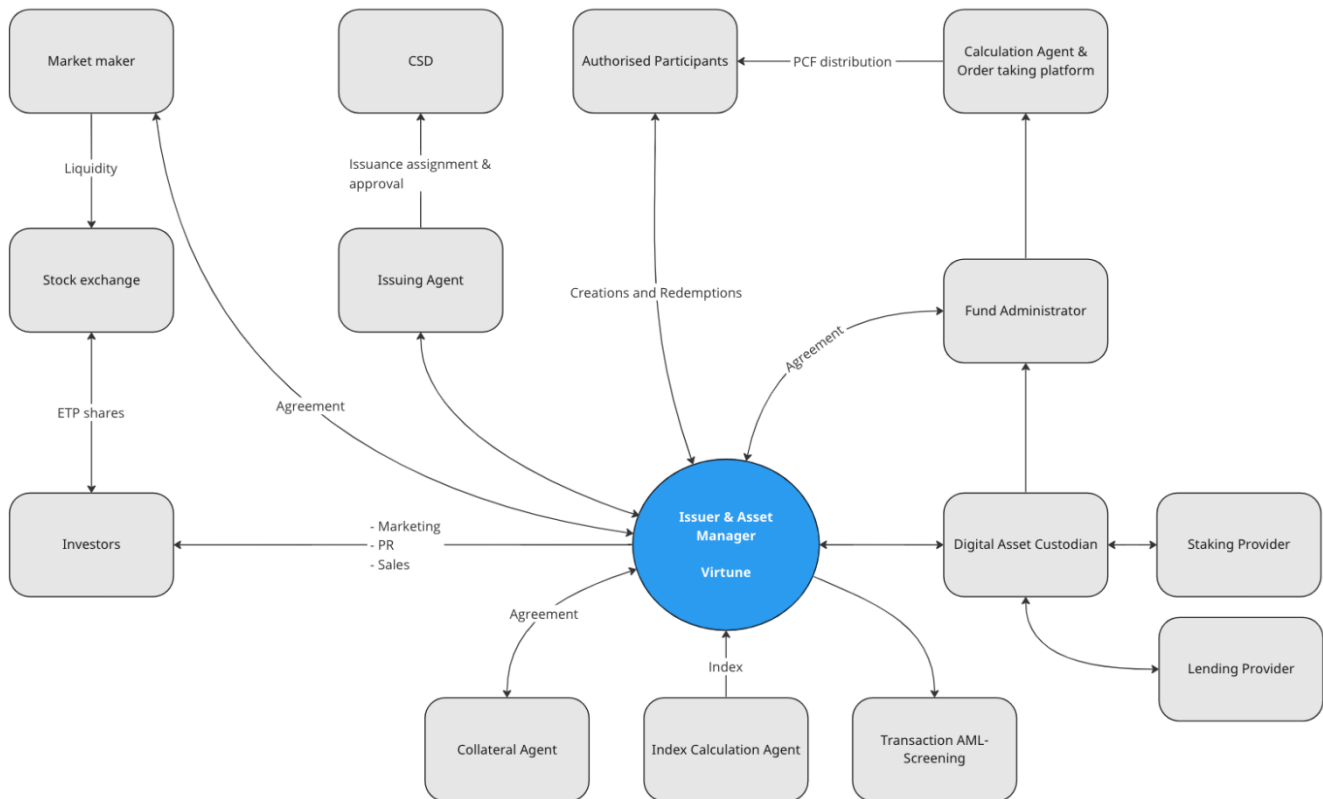 Market maker
CSD
Authorised Participants
PCF distribution
Calculation Agent &
Order taking platform
Liquidity
Issuance assignment &
approval
Stock exchange
Issuing Agent
Creations and Redemptions
Fund Administrator
Agreement
ETP shares
Agreement
Investors
- Marketing
- PR
- Sales
Issuer & Asset
Manager
Virtune
Digital Asset Custodian
Staking Provider
Agreement
Index
Lending Provider
Collateral Agent
Index Calculation Agent
Transaction AML-
Screening